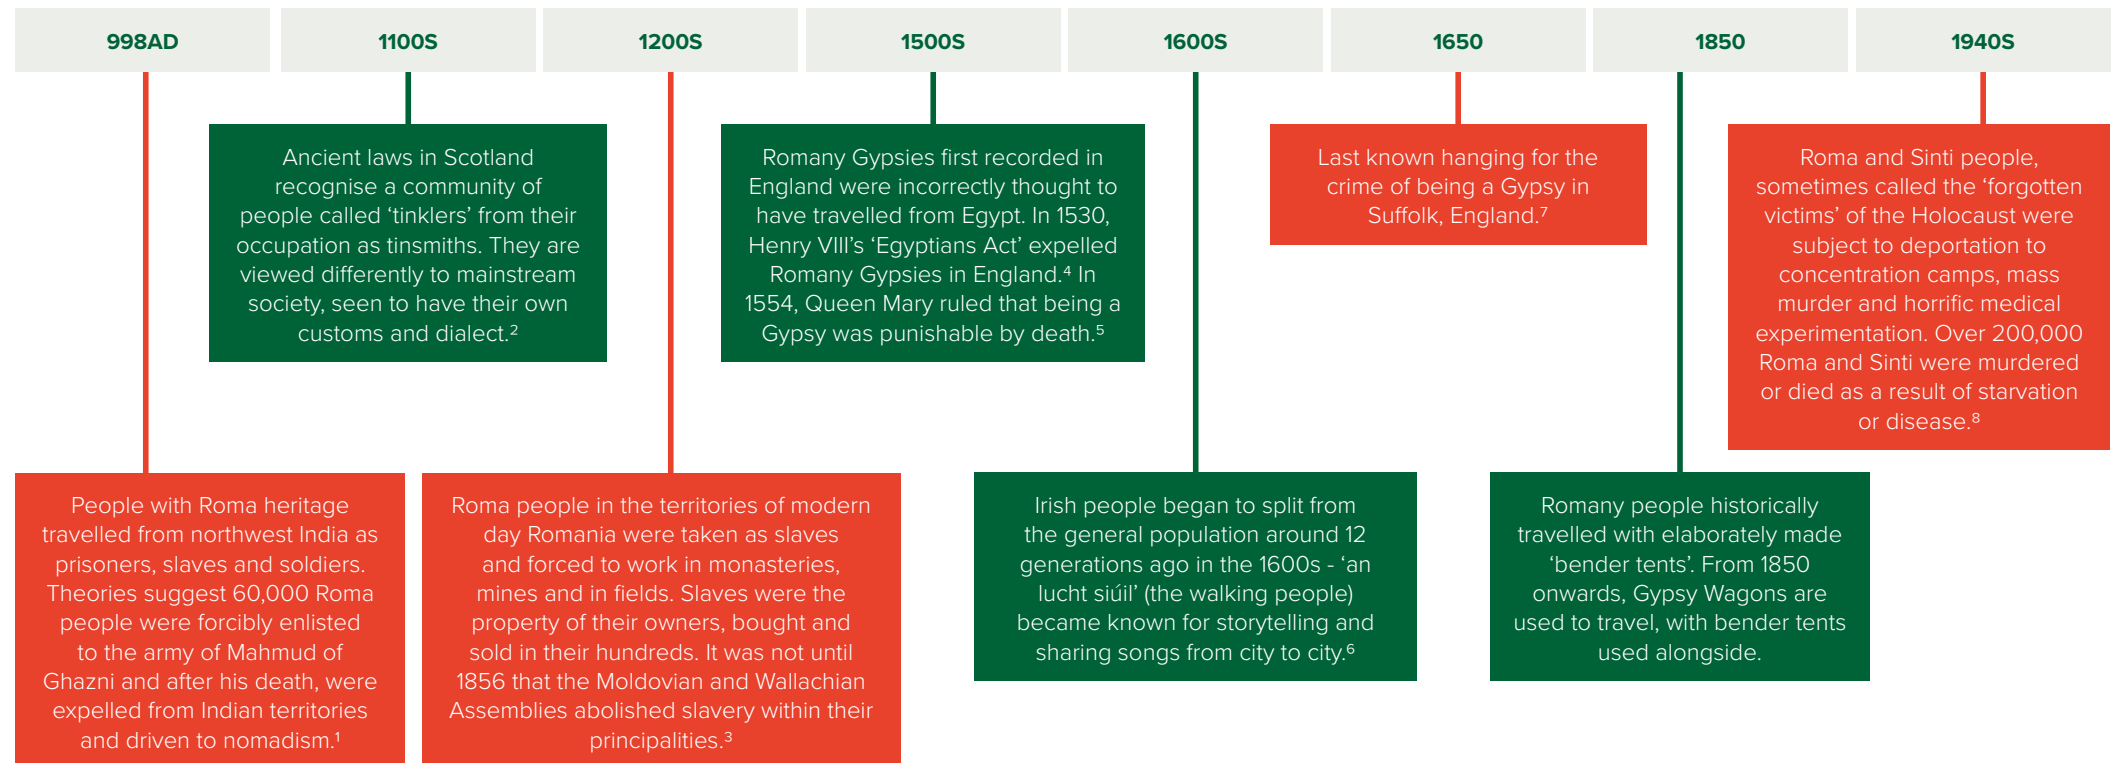 998AD
1100S
1200S
1500S
1600S
1650
1850
1940S
Ancient laws in Scotland
recognise a community of
people called ‘tinklers’ from their
occupation as tinsmiths. They are
viewed differently to mainstream
society, seen to have their own
customs and dialect.²
Romany Gypsies first recorded in
England were incorrectly thought to
have travelled from Egypt. In 1530,
Henry VIII’s ‘Egyptians Act’ expelled
Romany Gypsies in England.⁴ In
1554, Queen Mary ruled that being a
Gypsy was punishable by death.⁵
Last known hanging for the
crime of being a Gypsy in
Suffolk, England.⁷
Roma and Sinti people,
sometimes called the ‘forgotten
victims’ of the Holocaust were
subject to deportation to
concentration camps, mass
murder and horrific medical
experimentation. Over 200,000
Roma and Sinti were murdered
or died as a result of starvation
or disease.⁸
People with Roma heritage
travelled from northwest India as
prisoners, slaves and soldiers.
Theories suggest 60,000 Roma
people were forcibly enlisted
to the army of Mahmud of
Ghazni and after his death, were
expelled from Indian territories
and driven to nomadism.¹
Roma people in the territories of modern
day Romania were taken as slaves
and forced to work in monasteries,
mines and in fields. Slaves were the
property of their owners, bought and
sold in their hundreds. It was not until
1856 that the Moldovian and Wallachian
Assemblies abolished slavery within their
principalities.³
Irish people began to split from
the general population around 12
generations ago in the 1600s - ‘an
lucht siúil’ (the walking people)
became known for storytelling and
sharing songs from city to city.⁶
Romany people historically
travelled with elaborately made
‘bender tents’. From 1850
onwards, Gypsy Wagons are
used to travel, with bender tents
used alongside.